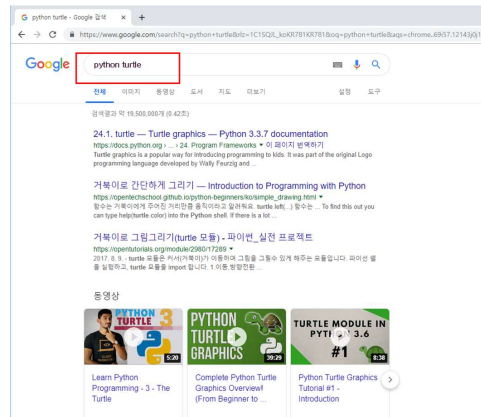 G python turtle - Google 검색 × +
https://www.google.com/search?q=python+turtle&rlz=1C1SQJL_koKR781KR781&oq=python+turtle&aqs=chrome..69i57.12143j0j1
Google python turtle
전체 이미지 동영상 도서 지도 더보기 설정 도구
검색결과 약 19,500,000개 (0.42초)
24.1. turtle — Turtle graphics — Python 3.3.7 documentation
https://docs.python.org › ... › 24. Program Frameworks ▼ 이 페이지 번역하기
Turtle graphics is a popular way for introducing programming to kids. It was part of the original Logo
programming language developed by Wally Feurzig and ...
거북이로 간단하게 그리기 — Introduction to Programming with Python
https://opentechschool.github.io/python-beginners/ko/simple_drawing.html ▼
함수는 거북이에게 주어진 거리만큼 움직이라고 알려줘요. turtle.left(...) 함수는 ... To find this out you
can type help(turtle.color) into the Python shell. If there is a lot ...
거북이로 그림그리기(turtle 모듈) - 파이썬_실전 프로젝트
https://opentutorials.org/module/2980/17289 ▼
2017. 8. 9. - turtle 모듈은 커서(거북이)가 이동하며 그림을 그릴수 있게 해주는 모듈입니다. 파이썬 쉘
을 실행하고, turtle 모듈을 import 합니다. 1.이동,방향전환 ...
동영상
PYTHON TURTLE 5:20
PYTHON TURTLE GRAPHICS 39:29
TURTLE MODULE IN PYTHON 3.6 #1 8:38
Learn Python
Programming - 3 - The
Turtle
Complete Python Turtle
Graphics Overview!!
(From Beginner to ...
Python Turtle Graphics
Tutorial #1 -
Introduction